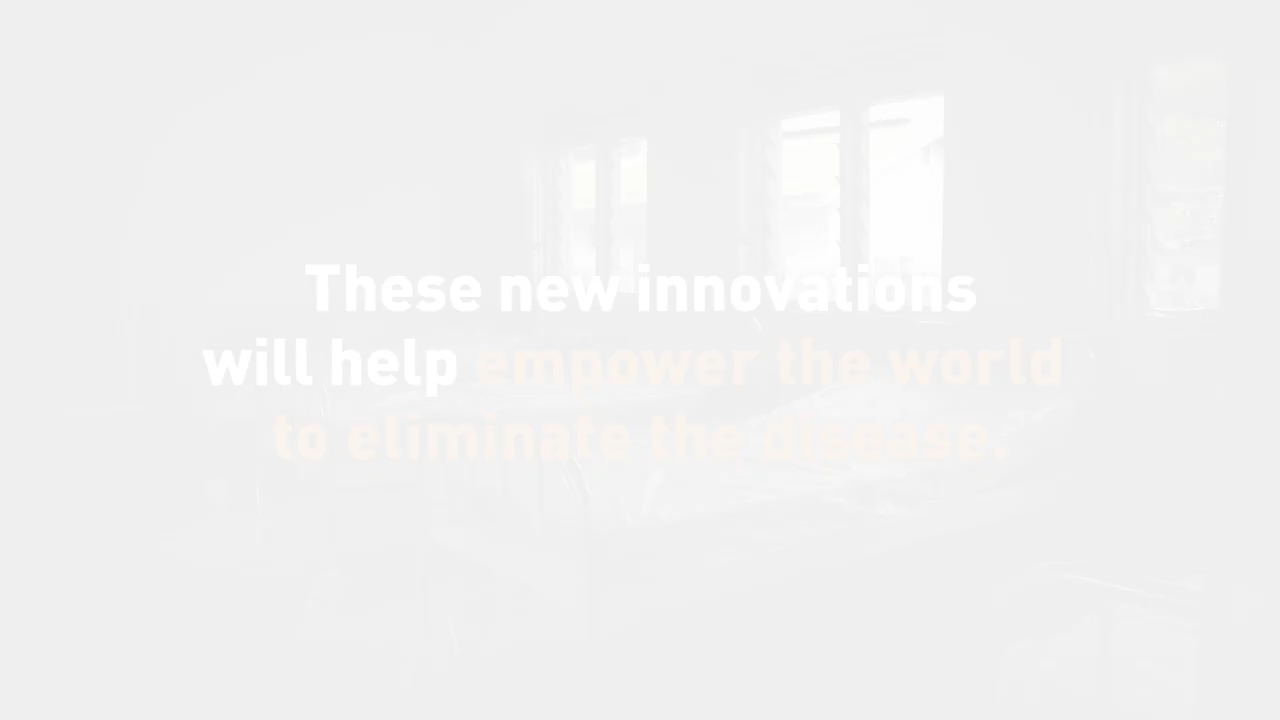 These new innovations
will help empower the world
to eliminate the disease.